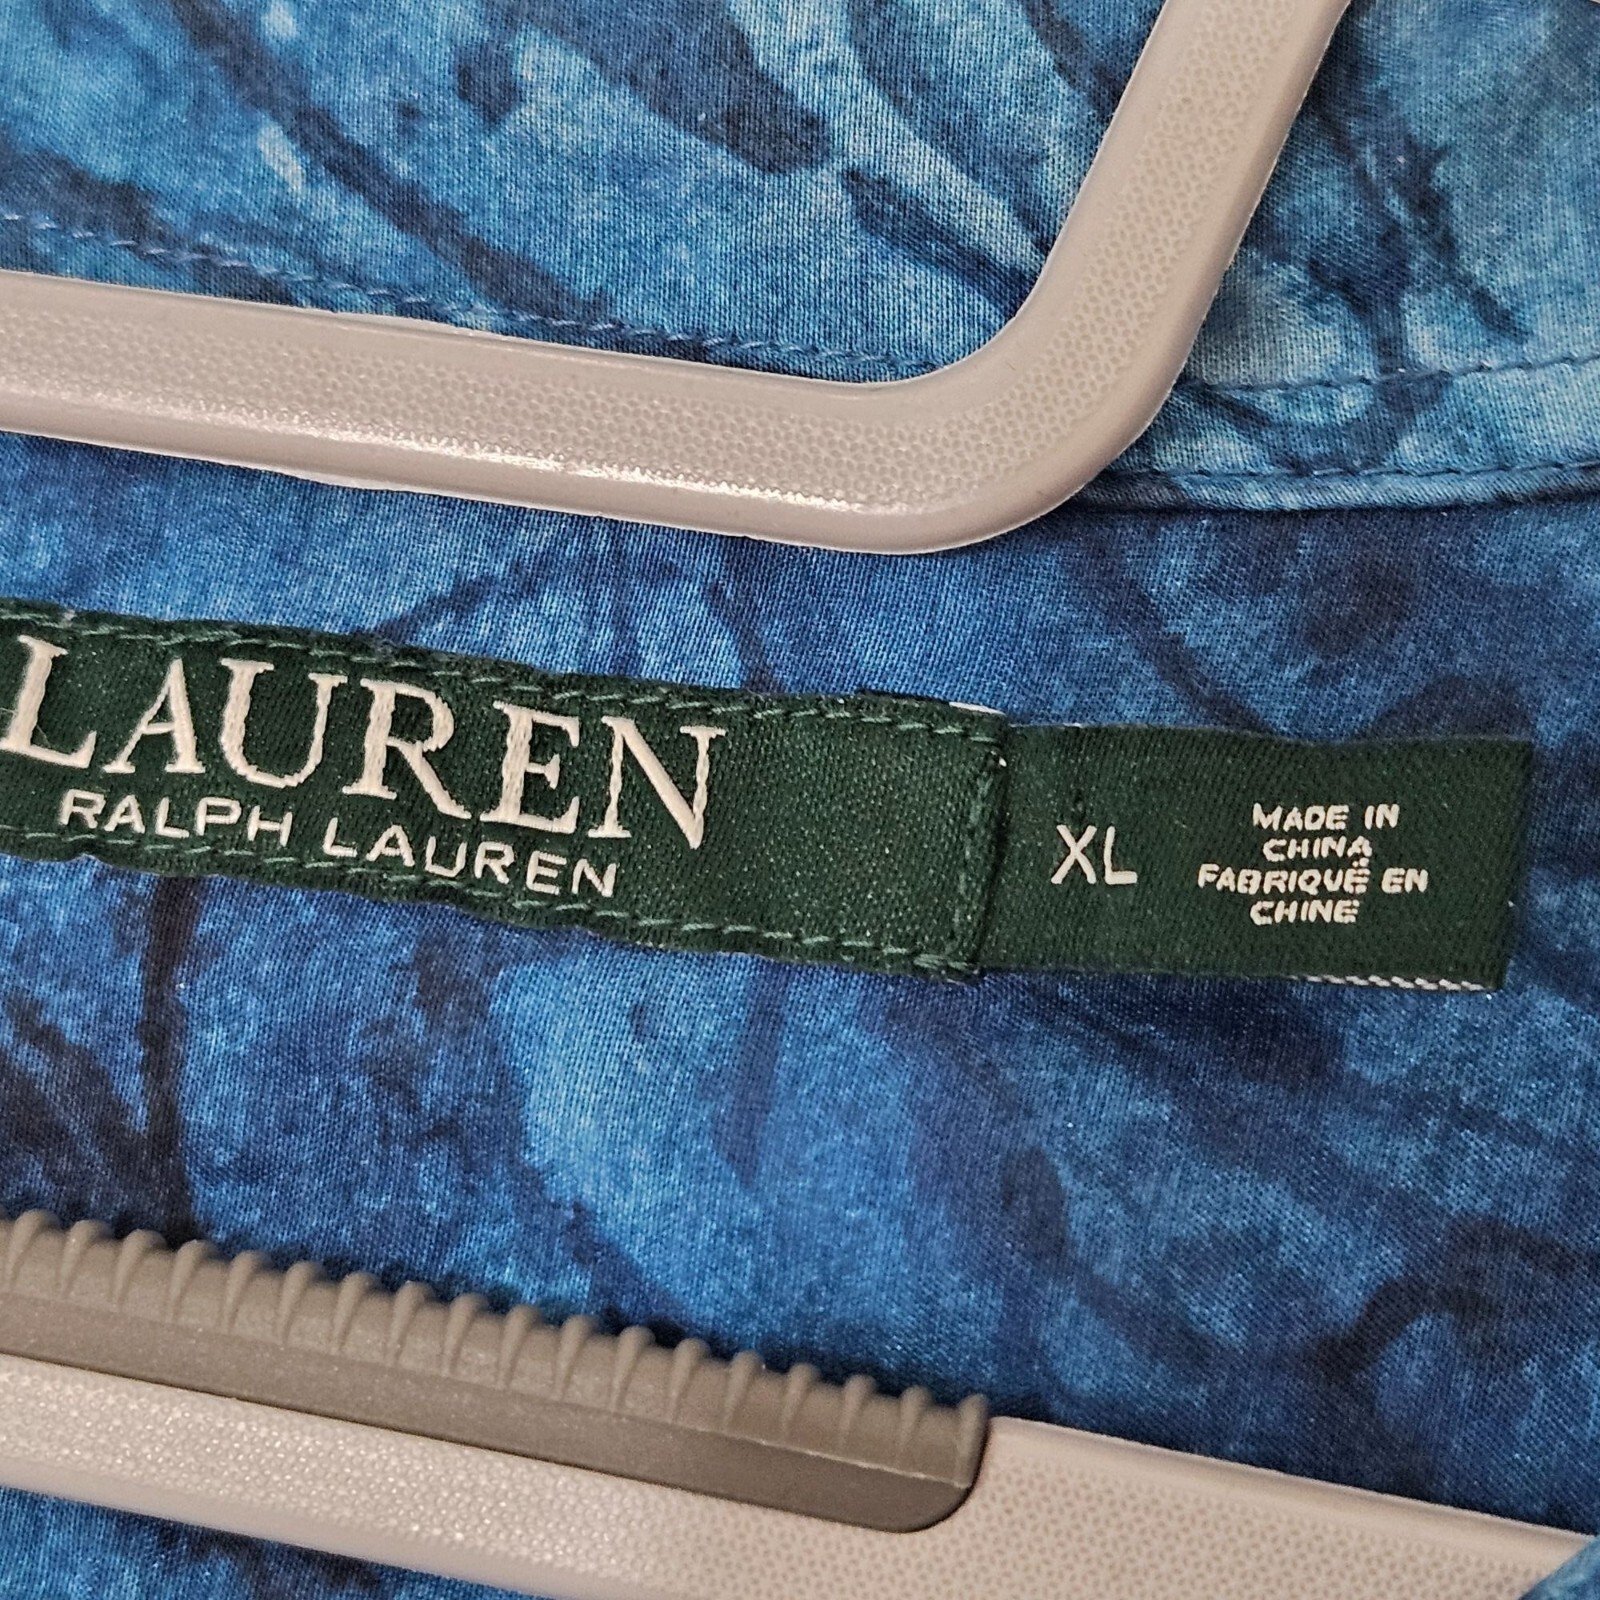 LAUREN
RALPH LAUREN
XL
MADE IN
CHINA
FABRIQUÉ EN
CHINE